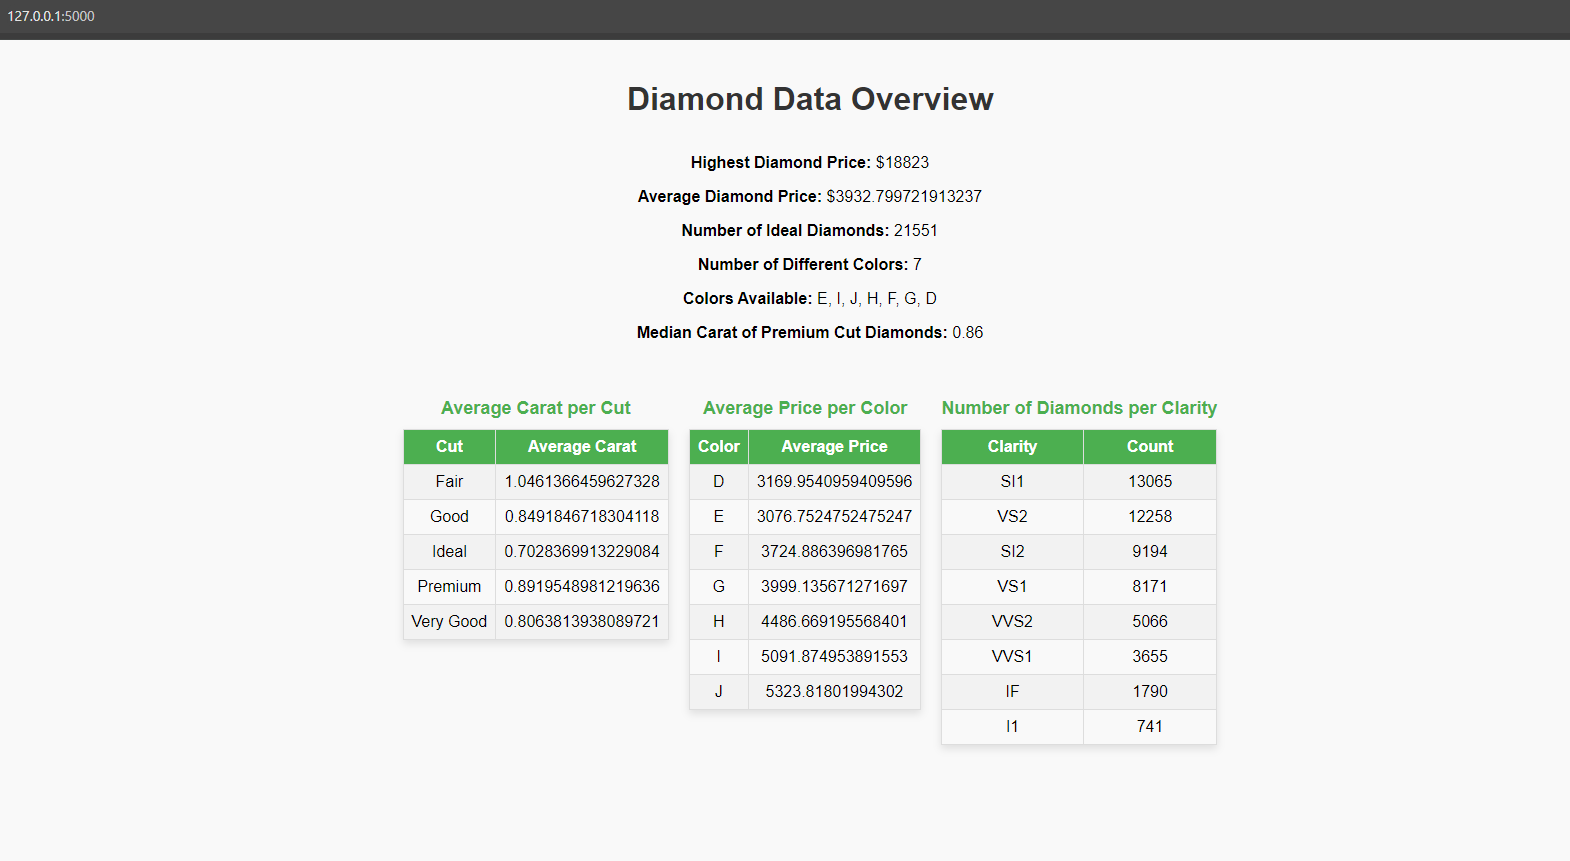 127.0.0.1:5000
Diamond Data Overview
Highest Diamond Price: $18823
Average Diamond Price: $3932.799721913237
Number of Ideal Diamonds: 21551
Number of Different Colors: 7
Colors Available: E, I, J, H, F, G, D
Median Carat of Premium Cut Diamonds: 0.86
Average Carat per Cut
Cut Average Carat
Fair 1.0461366459627328
Good 0.8491846718304118
Ideal 0.7028369913229084
Premium 0.8919548981219636
Very Good 0.8063813938089721
Average Price per Color
Color Average Price
D 3169.9540959409596
E 3076.7524752475247
F 3724.886396981765
G 3999.135671271697
H 4486.669195568401
I 5091.874953891553
J 5323.81801994302
Number of Diamonds per Clarity
Clarity Count
SI1 13065
VS2 12258
SI2 9194
VS1 8171
VVS2 5066
VVS1 3655
IF 1790
I1 741